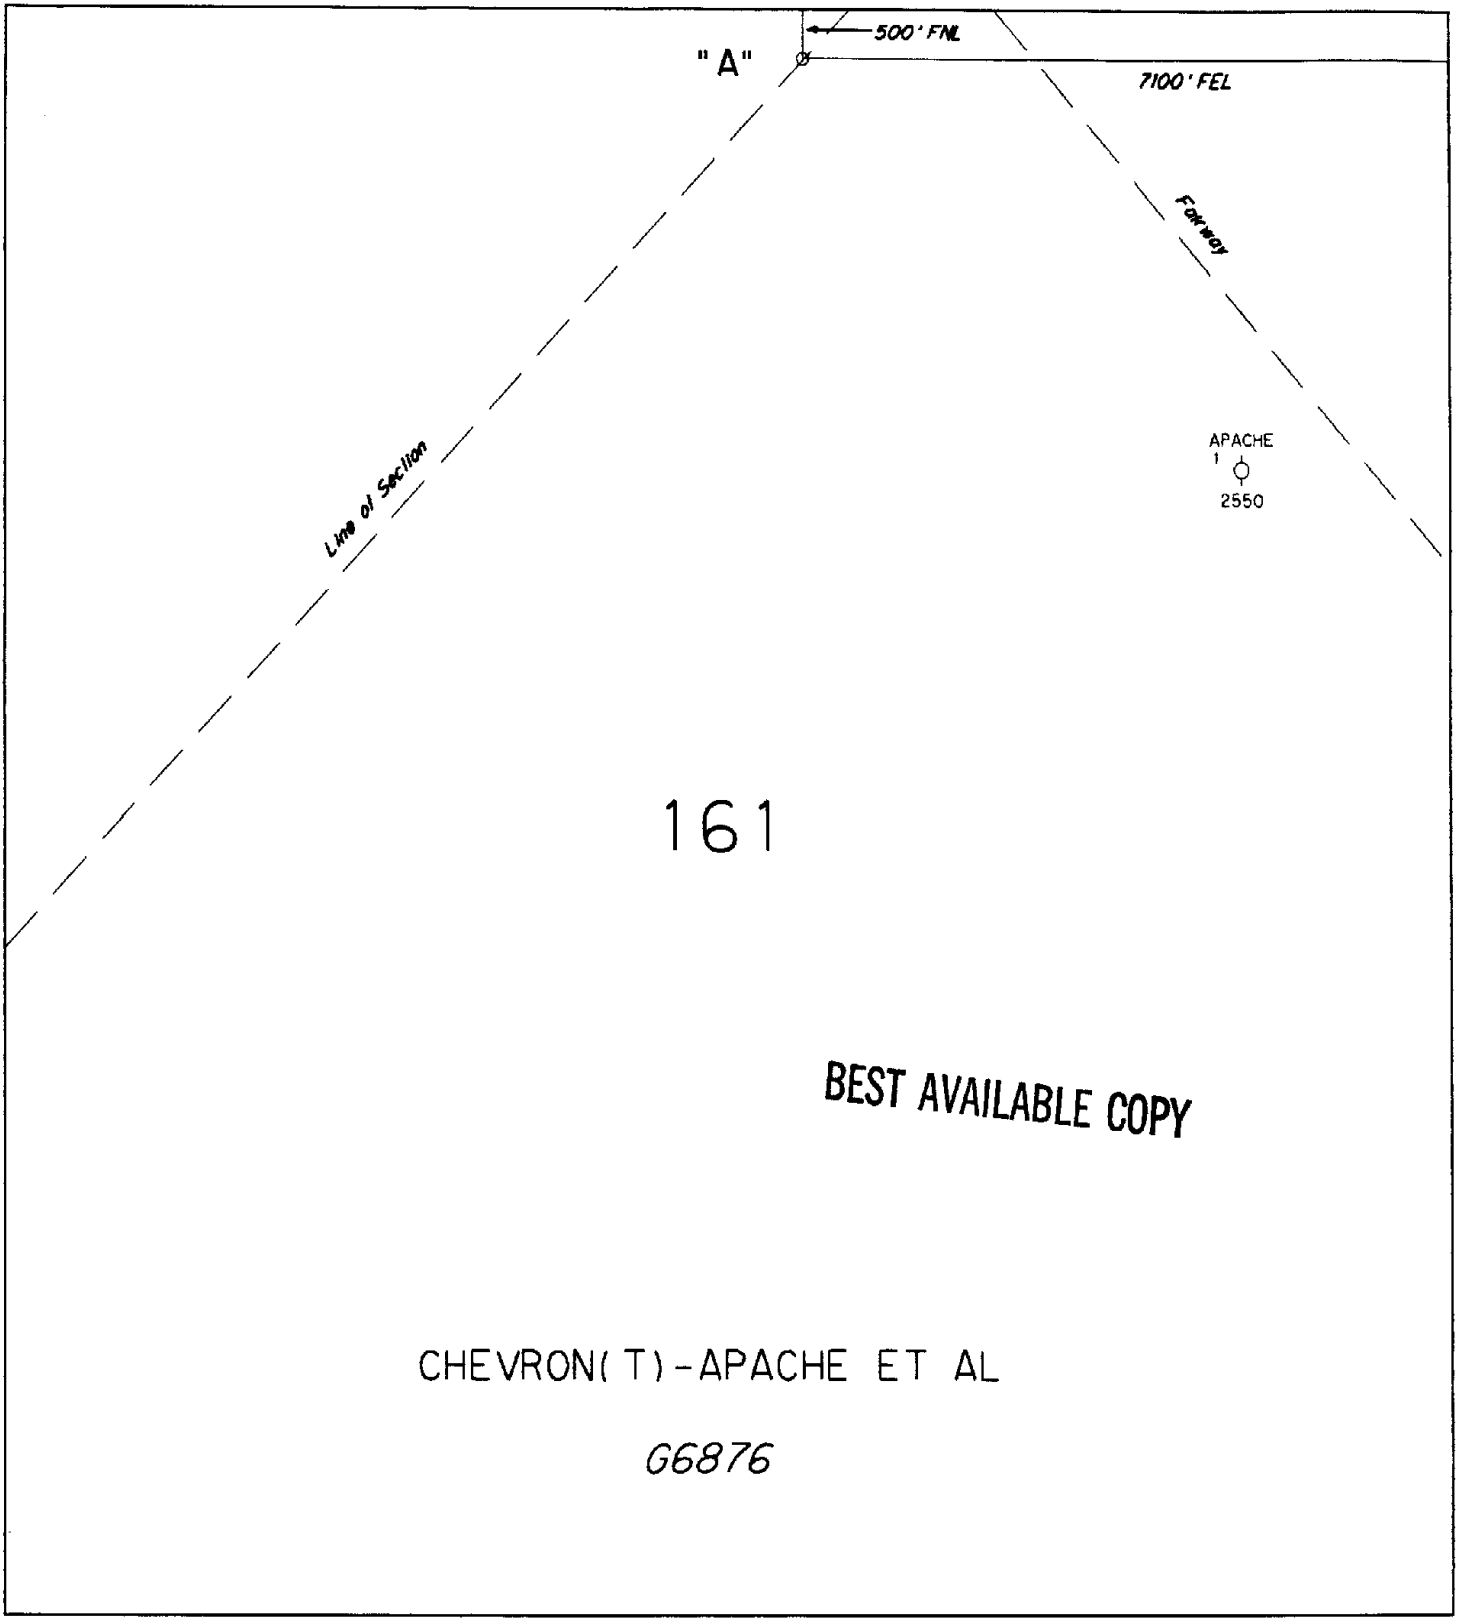 500' FNL
"A"
7100' FEL
Fairway
Line of Section
APACHE
1
2550
161
BEST AVAILABLE COPY
CHEVRON(T)-APACHE ET AL
G6876